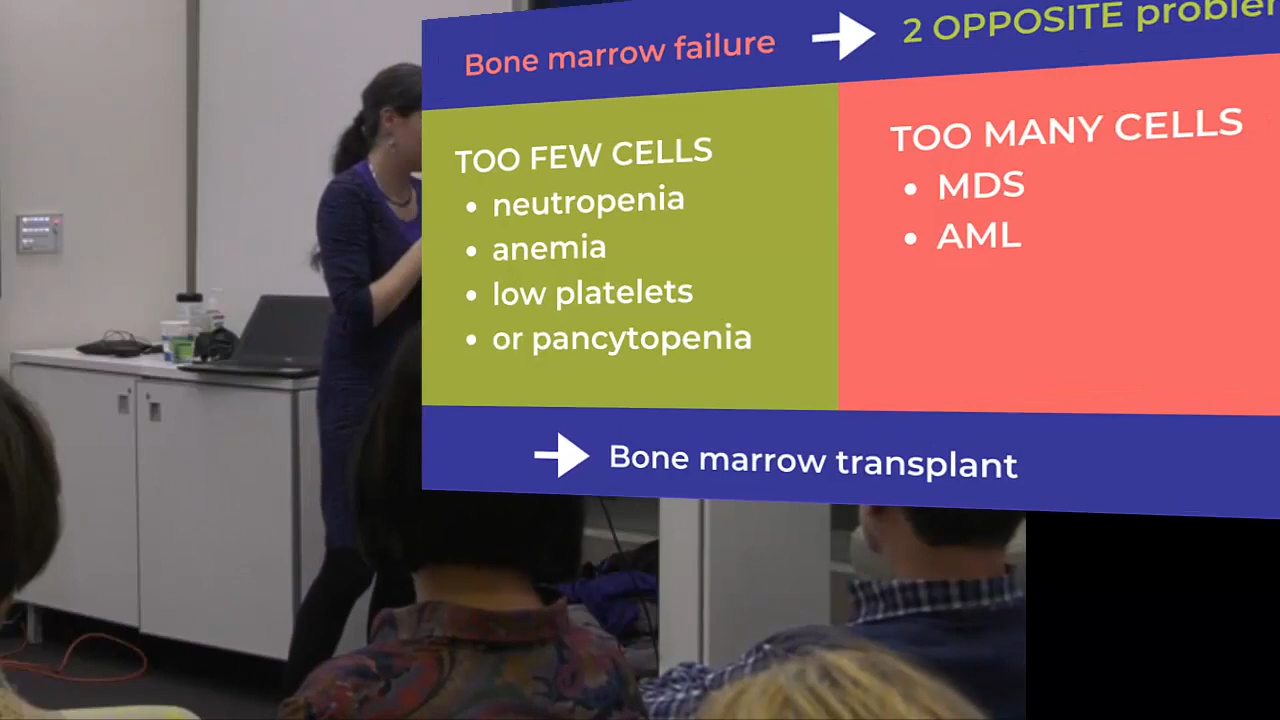 Bone marrow failure
2 OPPOSITE
TOO FEW CELLS
• neutropenia
• anemia
• low platelets
• or pancytopenia
TOO MANY CELLS
• MDS
• AML
Bone marrow transplant